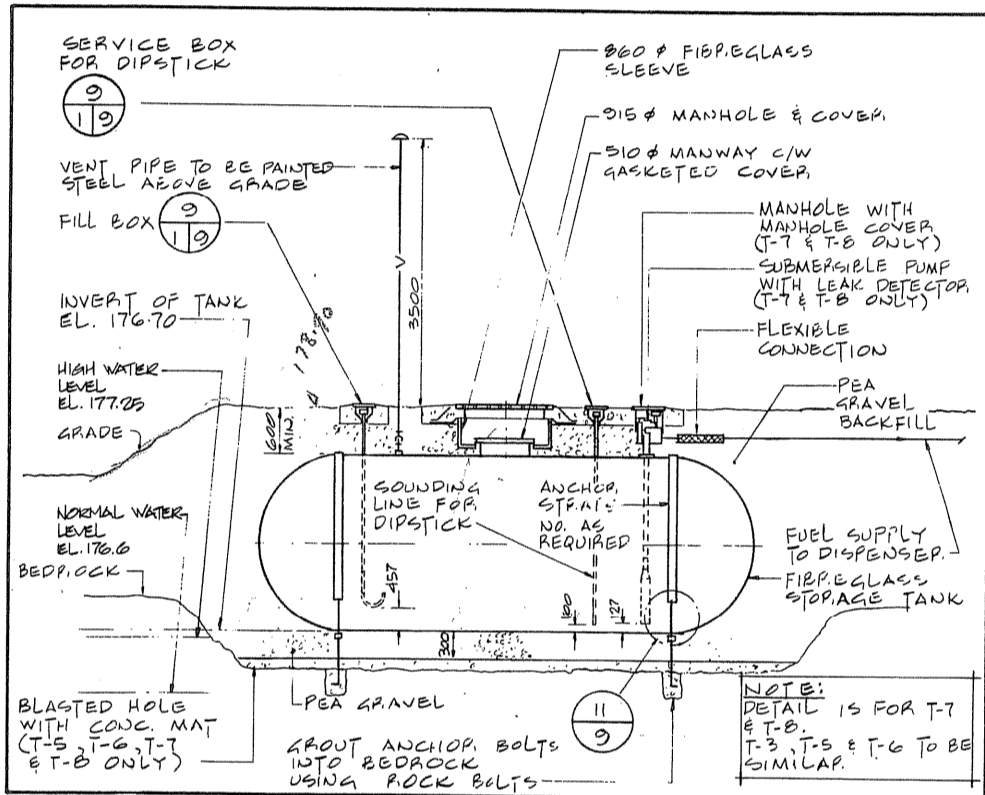 SERVICE BOX
FOR DIPSTICK
9
1 9
VENT PIPE TO BE PAINTED
STEEL ABOVE GRADE
FILL BOX
9
1 9
INVERT OF TANK
EL. 176.70
HIGH WATER
LEVEL
EL. 177.25
GRADE
NORMAL WATER
LEVEL
EL. 176.6
BEDROCK
BLASTED HOLE
WITH CONC. MAT
(T-5, T-6, T-7
& T-8 ONLY)
860 Ø FIBREGLASS
SLEEVE
915 Ø MANHOLE & COVER
510 Ø MANWAY C/W
GASKETED COVER
MANHOLE WITH
MANHOLE COVER
(T-7 & T-8 ONLY)
SUBMERSIBLE PUMP
WITH LEAK DETECTOR
(T-7 & T-8 ONLY)
FLEXIBLE
CONNECTION
PEA
GRAVEL
BACKFILL
V
3500
600
MIN.
SOUNDING
LINE FOR
DIPSTICK
ANCHOR
STRAPS
NO. AS
REQUIRED
457
100
127
300
FUEL SUPPLY
TO DISPENSER
FIBREGLASS
STORAGE TANK
PEA GRAVEL
GROUT ANCHOR BOLTS
INTO BEDROCK
USING ROCK BOLTS
11
9
NOTE:
DETAIL IS FOR T-7
& T-8.
T-3, T-5 & T-6 TO BE
SIMILAR.